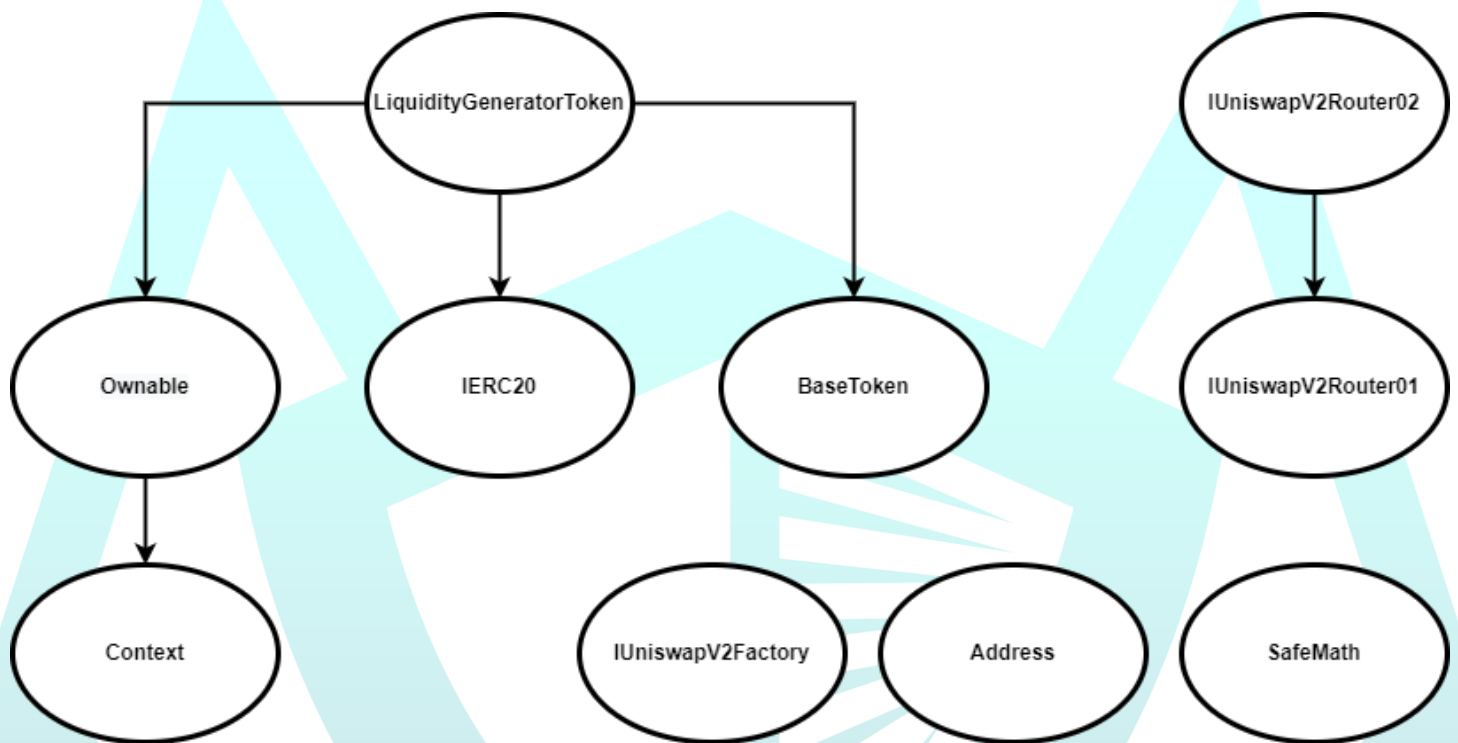 LiquidityGeneratorToken
IUniswapV2Router02
Ownable
IERC20
BaseToken
IUniswapV2Router01
Context
IUniswapV2Factory
Address
SafeMath